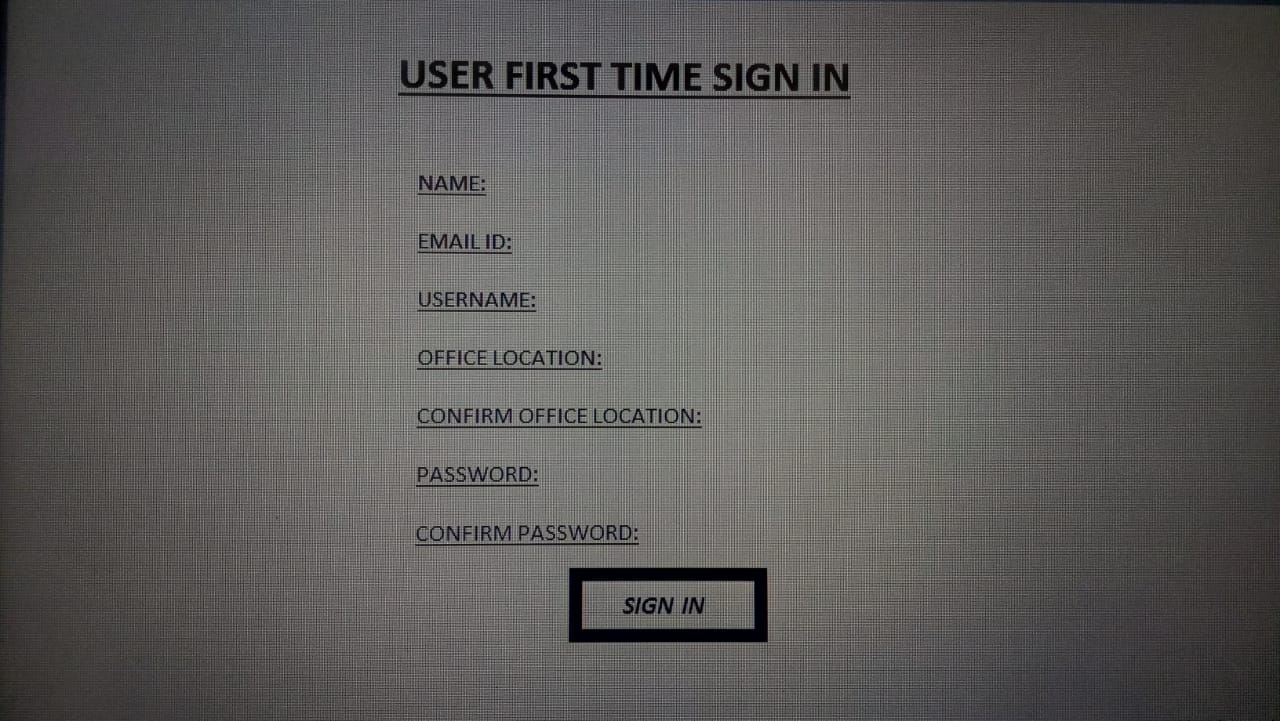 USER FIRST TIME SIGN IN
NAME:
EMAIL ID:
USERNAME:
OFFICE LOCATION:
CONFIRM OFFICE LOCATION:
PASSWORD:
CONFIRM PASSWORD:
SIGN IN